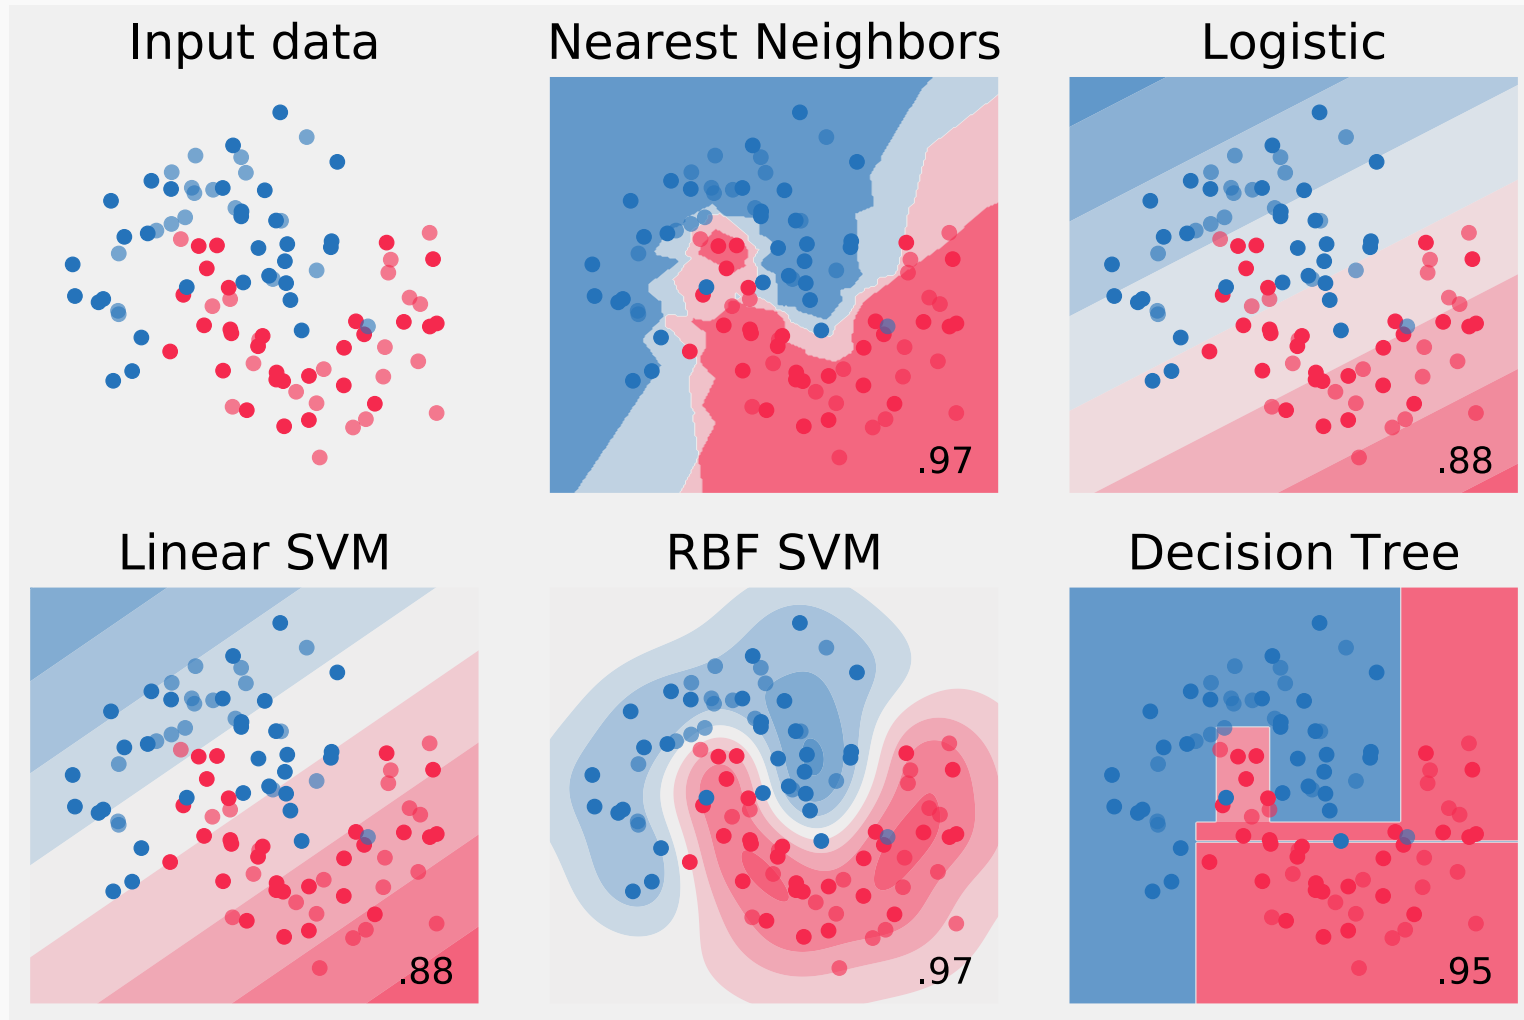 Input data
Nearest Neighbors
Logistic
.97
.88
Linear SVM
RBF SVM
Decision Tree
.88
.97
.95